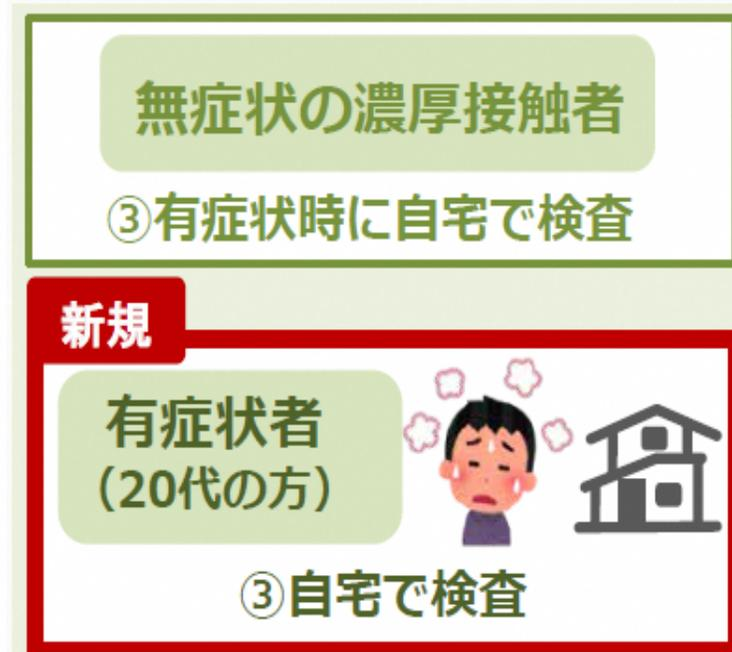 無症状の濃厚接触者
③有症状時に自宅で検査
新規
有症状者
（20代の方）
③自宅で検査